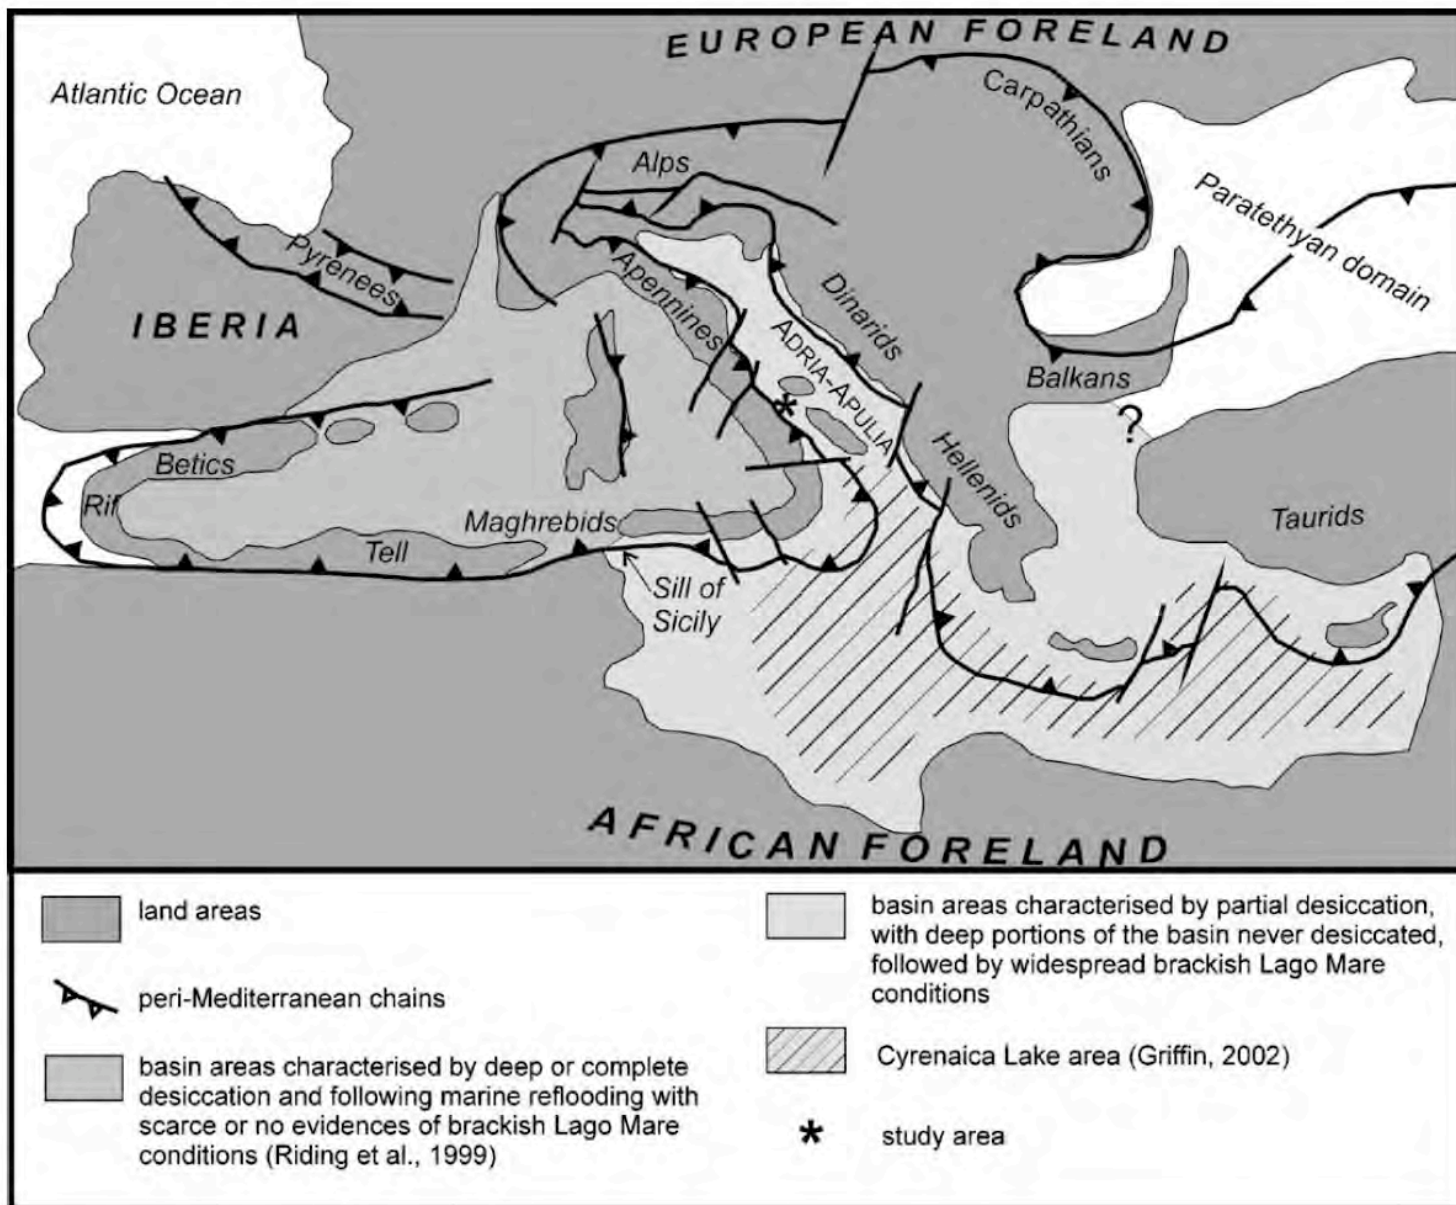 EUROPEAN FORELAND
Atlantic Ocean
Carpathians
Alps
Paratethyan domain
Pyrenees
Apennines
Dinarids
IBERIA
ADRIA-APULIA
Balkans
?
*
Betics
Hellenids
Rif
Maghrebids
Taurids
Tell
Sill of
Sicily
AFRICAN FORELAND
land areas
peri-Mediterranean chains
basin areas characterised by deep or complete
desiccation and following marine reflooding with
scarce or no evidences of brackish Lago Mare
conditions (Riding et al., 1999)
basin areas characterised by partial desiccation,
with deep portions of the basin never desiccated,
followed by widespread brackish Lago Mare
conditions
Cyrenaica Lake area (Griffin, 2002)
* study area